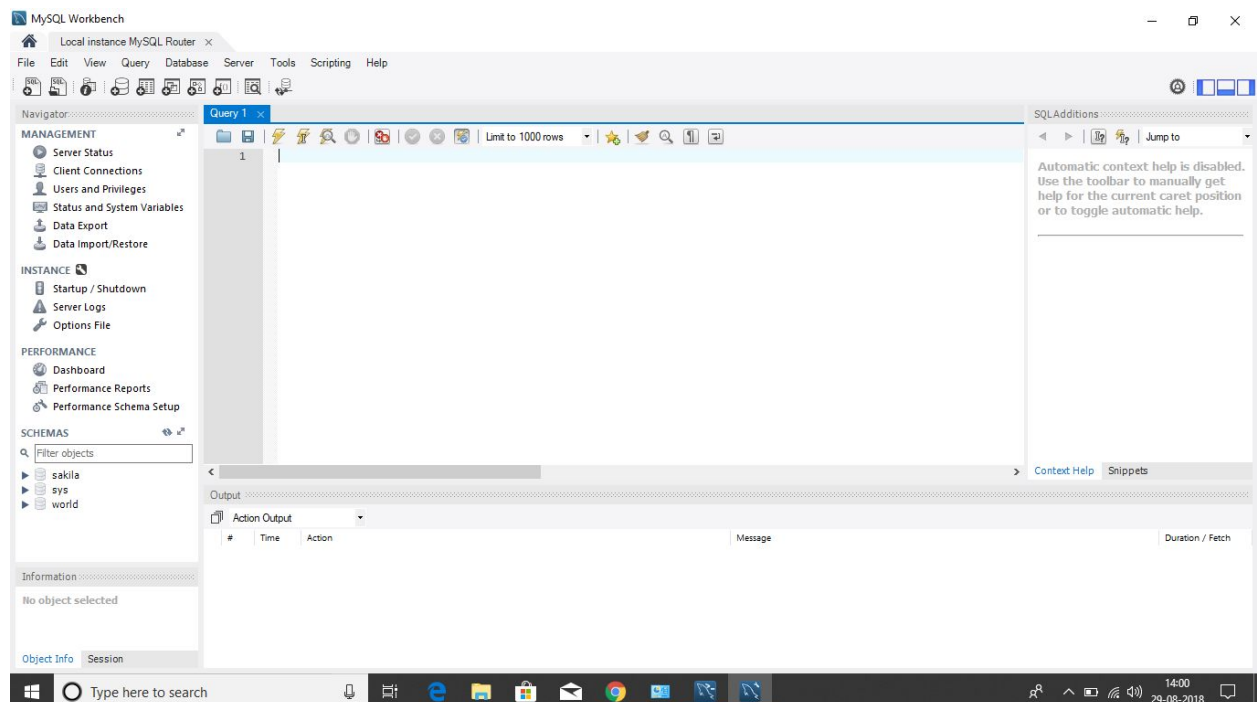 MySQL Workbench
Local instance MySQL Router
File Edit View Query Database Server Tools Scripting Help
Navigator
MANAGEMENT
Server Status
Client Connections
Users and Privileges
Status and System Variables
Data Export
Data Import/Restore
INSTANCE
Startup / Shutdown
Server Logs
Options File
PERFORMANCE
Dashboard
Performance Reports
Performance Schema Setup
SCHEMAS
Filter objects
sakila
sys
world
Information
No object selected
Object Info Session
Query 1
Limit to 1000 rows
1
Output
Action Output
# Time Action Message Duration / Fetch
SQLAdditions
Jump to
Automatic context help is disabled.
Use the toolbar to manually get
help for the current caret position
or to toggle automatic help.
Context Help Snippets
Type here to search
14:00
29-08-2018